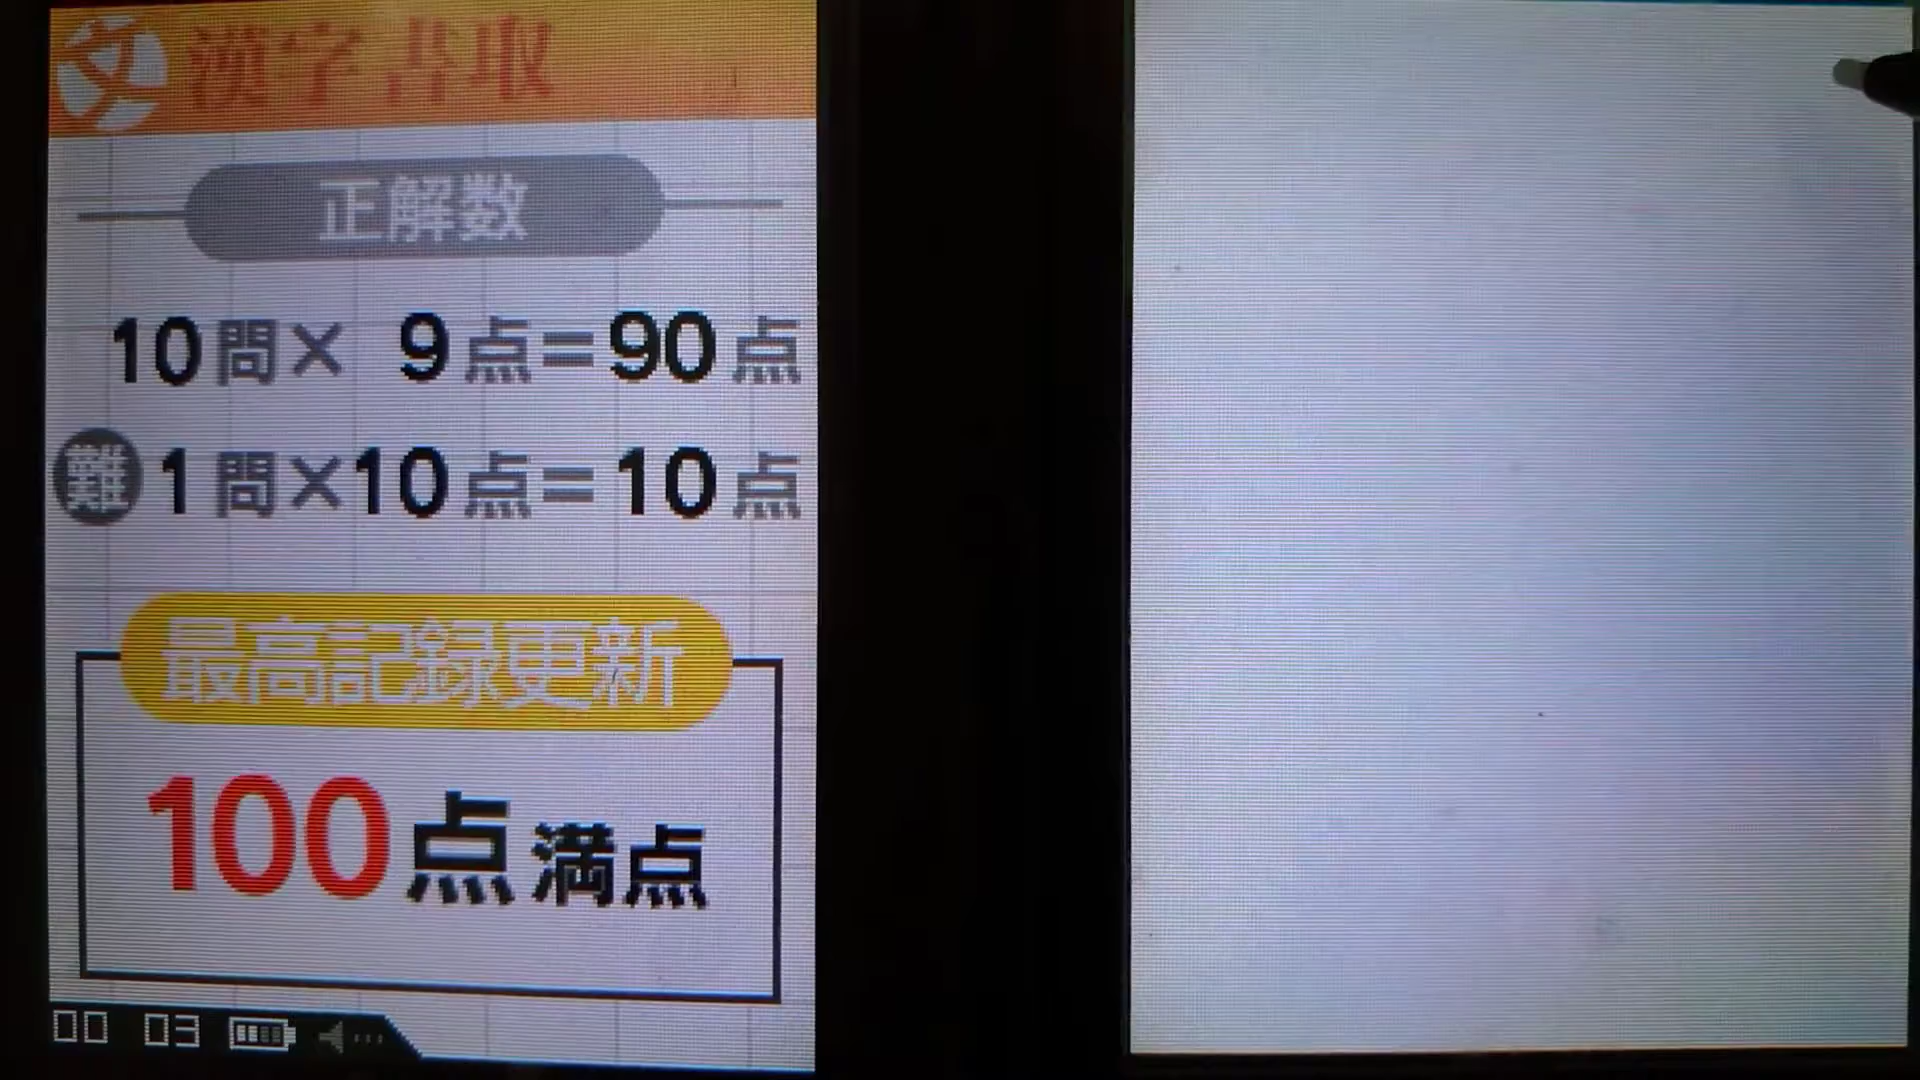 文 漢字書取
正解数
10問× 9点=90点
難 1問×10点=10点
最高記録更新
100点 満点
00 03